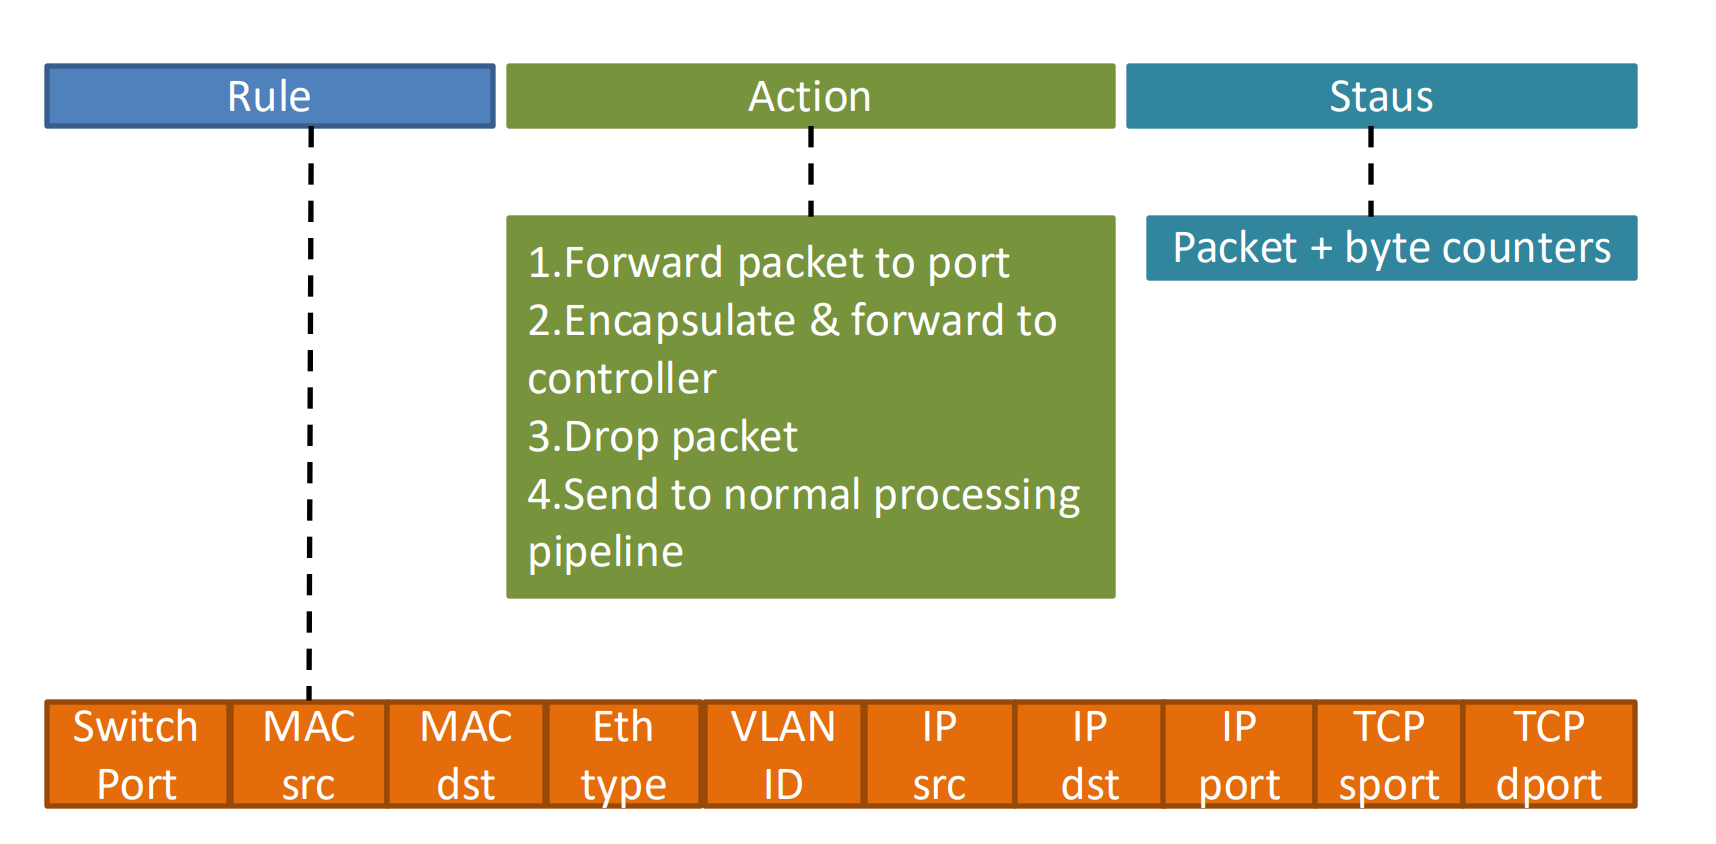 Rule
Action
Staus
1.Forward packet to port
2.Encapsulate & forward to
controller
3.Drop packet
4.Send to normal processing
pipeline
Packet + byte counters
Switch
Port
MAC
src
MAC
dst
Eth
type
VLAN
ID
IP
src
IP
dst
IP
port
TCP
sport
TCP
dport